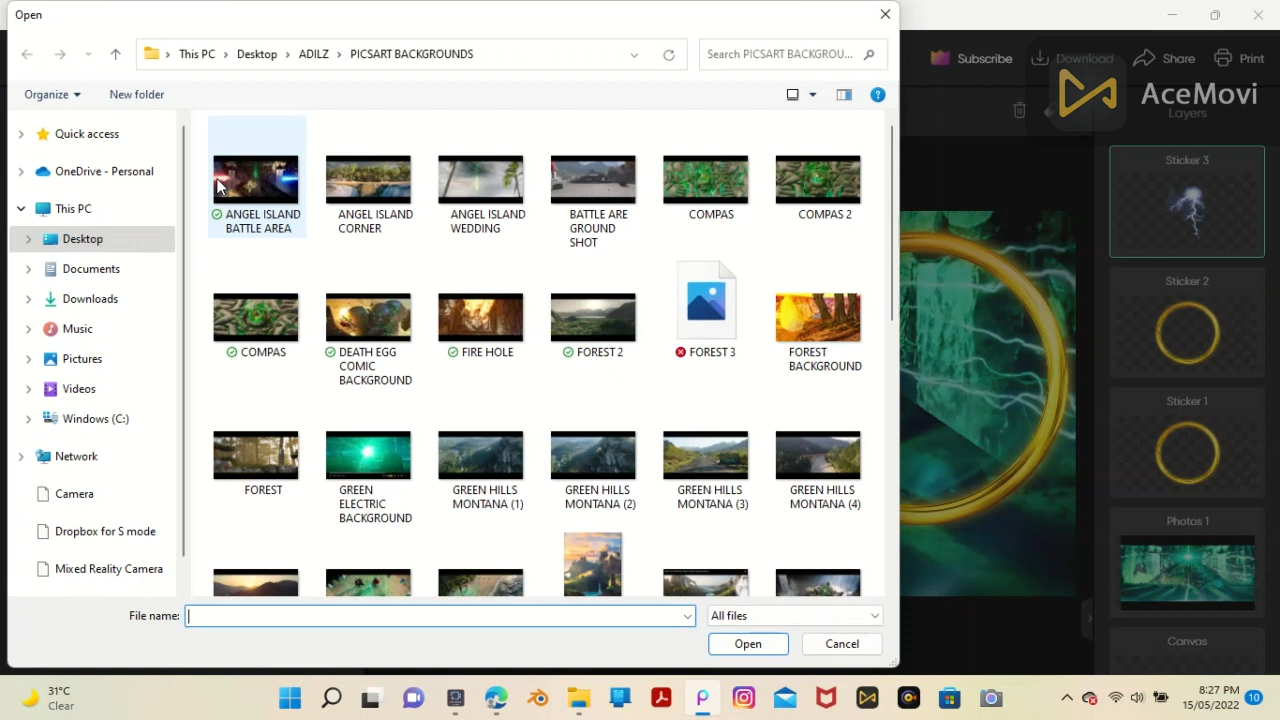 Open
This PC > Desktop > ADILZ > PICSART BACKGROUNDS
Search PICSART BACKGROU...
Organize
New folder
Quick access
OneDrive - Personal
This PC
Desktop
Documents
Downloads
Music
Pictures
Videos
Windows (C:)
Network
Camera
Dropbox for S mode
Mixed Reality Camera
ANGEL ISLAND
BATTLE AREA
ANGEL ISLAND
CORNER
ANGEL ISLAND
WEDDING
BATTLE ARE
GROUND
SHOT
COMPAS
COMPAS 2
COMPAS
DEATH EGG
COMIC
BACKGROUND
FIRE HOLE
FOREST 2
FOREST 3
FOREST
BACKGROUND
FOREST
GREEN
ELECTRIC
BACKGROUND
GREEN HILLS
MONTANA (1)
GREEN HILLS
MONTANA (2)
GREEN HILLS
MONTANA (3)
GREEN HILLS
MONTANA (4)
File name:
All files
Open
Cancel
Subscribe
Download
Share
Print
AceMovi
Layers
Sticker 3
Sticker 2
Sticker 1
Photos 1
Canvas
31°C
Clear
8:27 PM
15/05/2022
10